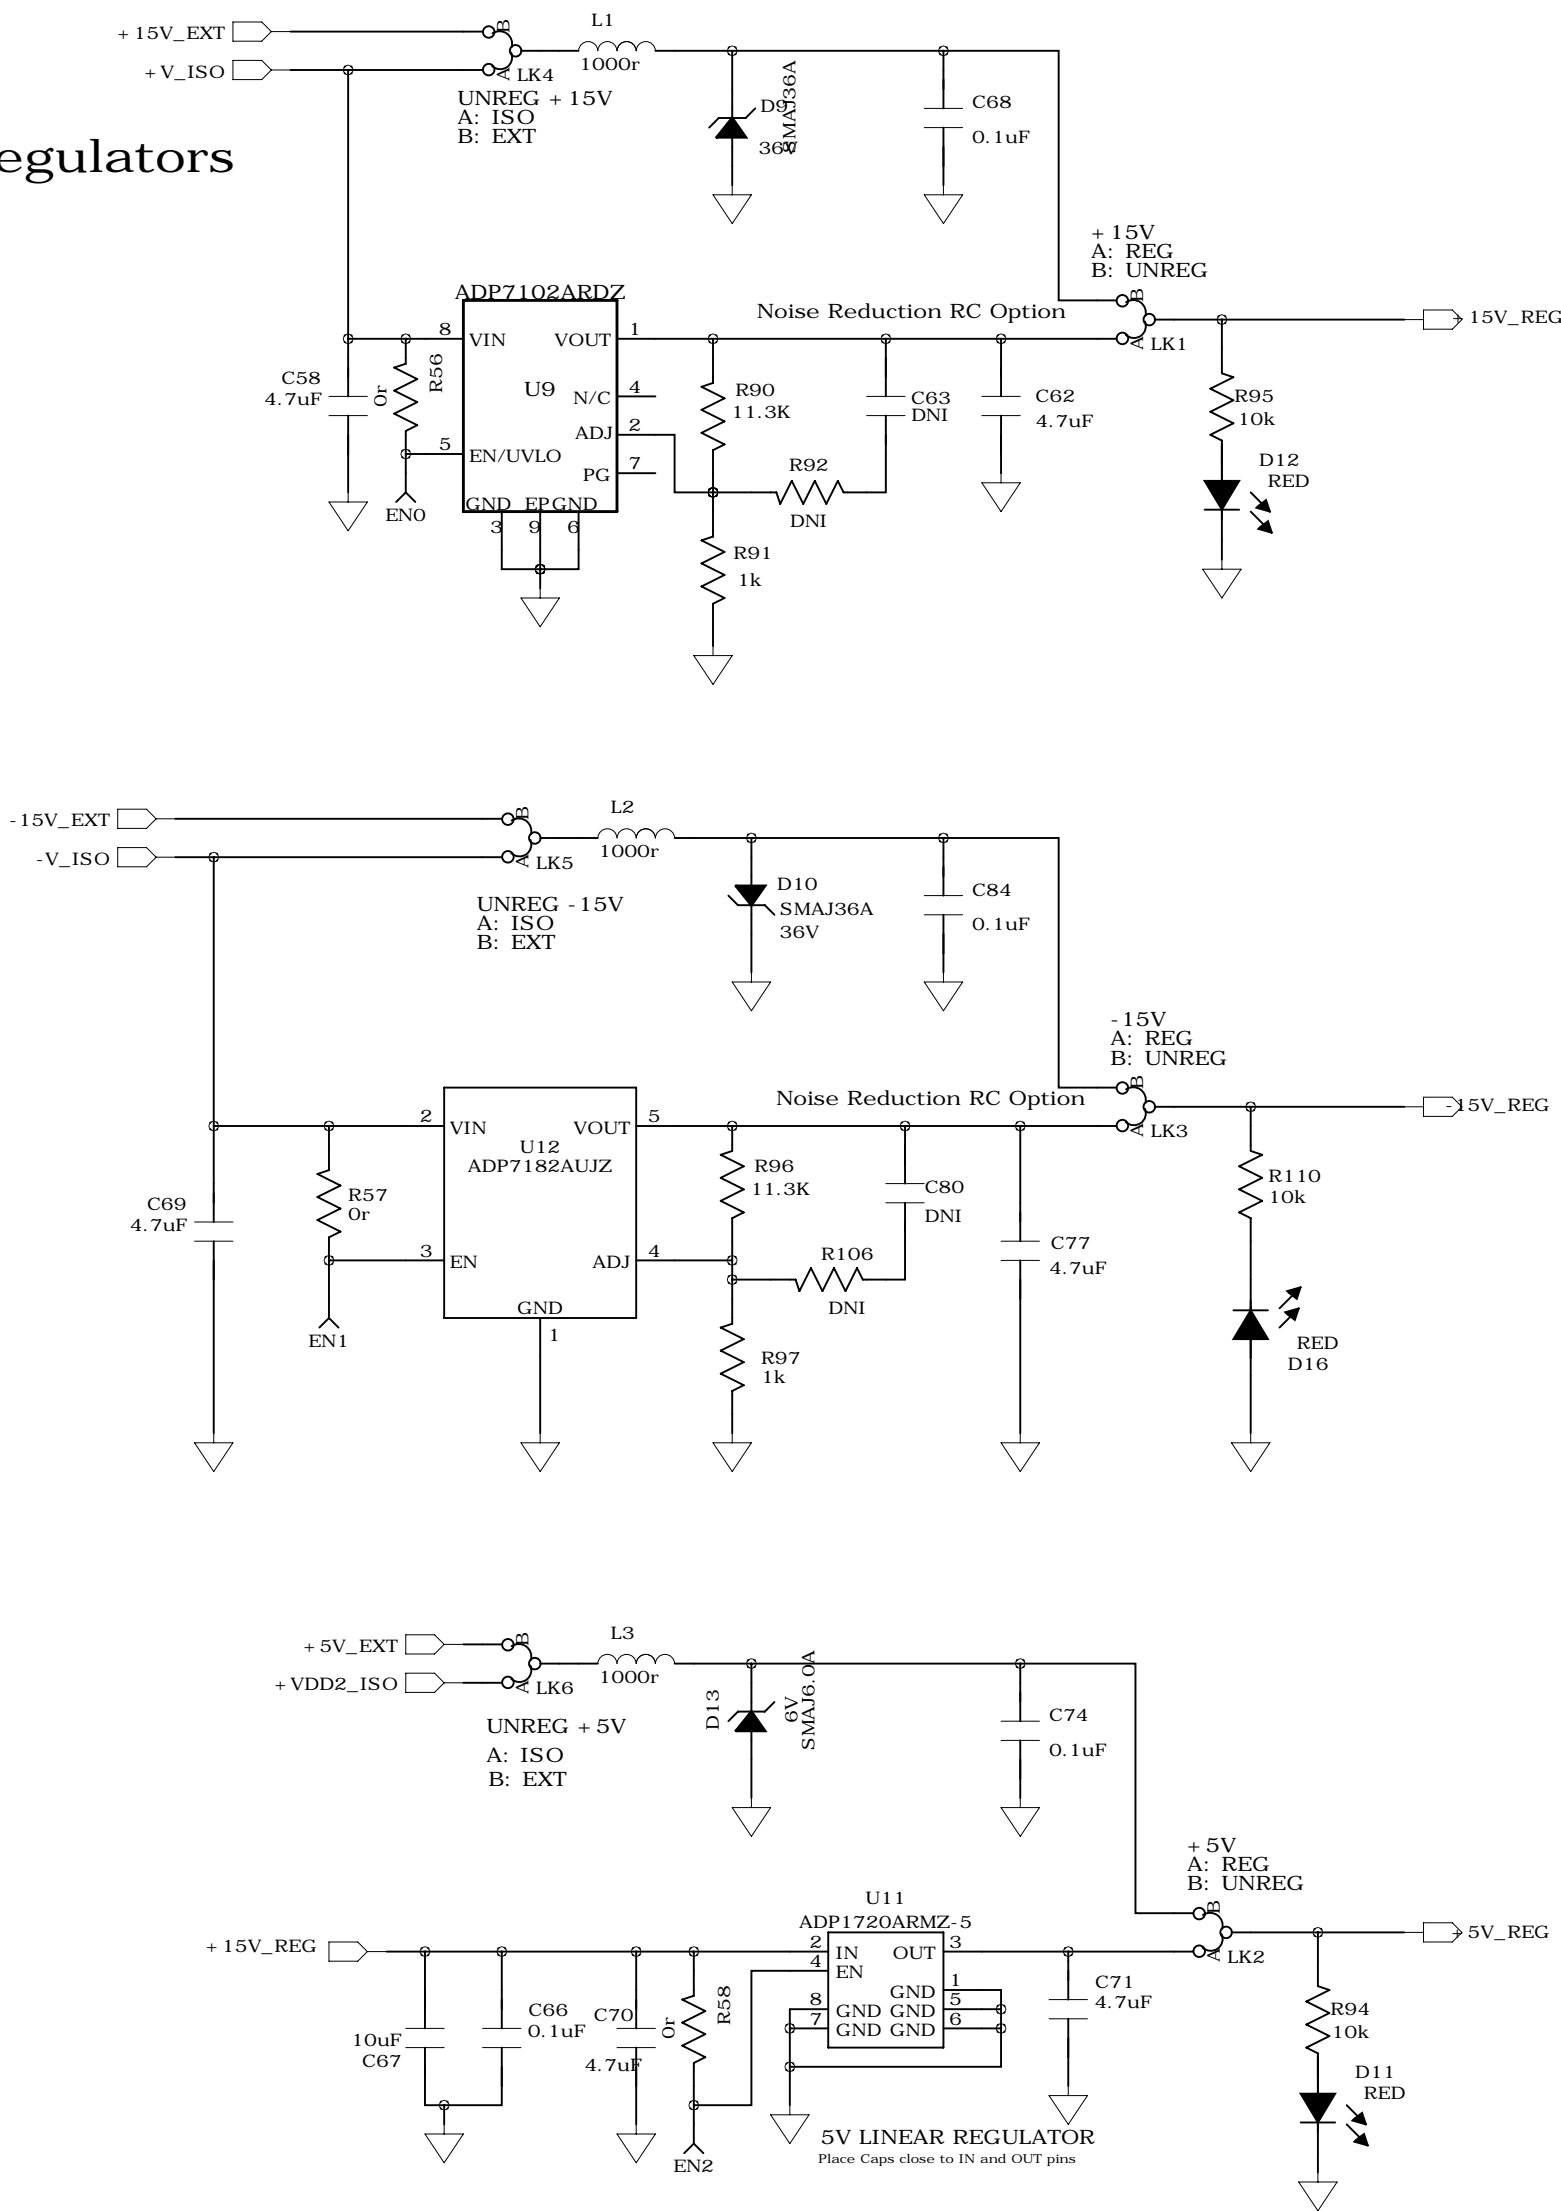 +15V_EXT
+V_ISO
B
A
LK4
L1
1000r
UNREG +15V
A: ISO
B: EXT
D9
SMAJ36A
36V
C68
0.1uF
egulators
+15V
A: REG
B: UNREG
ADP7102ARDZ
Noise Reduction RC Option
B
A
LK1
+15V_REG
8
VIN
VOUT
1
C58
4.7uF
0r
R56
U9
N/C
4
R90
11.3K
C63
DNI
C62
4.7uF
R95
10k
ADJ
2
5
EN/UVLO
PG
7
R92
DNI
D12
RED
GND
EP
GND
EN0
3
9
6
R91
1k
-15V_EXT
-V_ISO
B
A
LK5
L2
1000r
UNREG -15V
A: ISO
B: EXT
D10
SMAJ36A
36V
C84
0.1uF
-15V
A: REG
B: UNREG
Noise Reduction RC Option
B
A
LK3
-15V_REG
2
VIN
VOUT
5
U12
ADP7182AUJZ
R96
11.3K
C80
DNI
R110
10k
C69
4.7uF
R57
0r
3
EN
ADJ
4
R106
DNI
C77
4.7uF
GND
1
EN1
R97
1k
RED
D16
+5V_EXT
+VDD2_ISO
B
A
LK6
L3
1000r
UNREG +5V
A: ISO
B: EXT
D13
6V
SMAJ6.0A
C74
0.1uF
+5V
A: REG
B: UNREG
U11
ADP1720ARMZ-5
B
A
LK2
+5V_REG
+15V_REG
2
IN
OUT
3
4
EN
GND
1
8
GND
GND
5
7
GND
GND
6
10uF
C67
C66
0.1uF
C70
4.7uF
0r
R58
C71
4.7uF
R94
10k
D11
RED
EN2
5V LINEAR REGULATOR
Place Caps close to IN and OUT pins